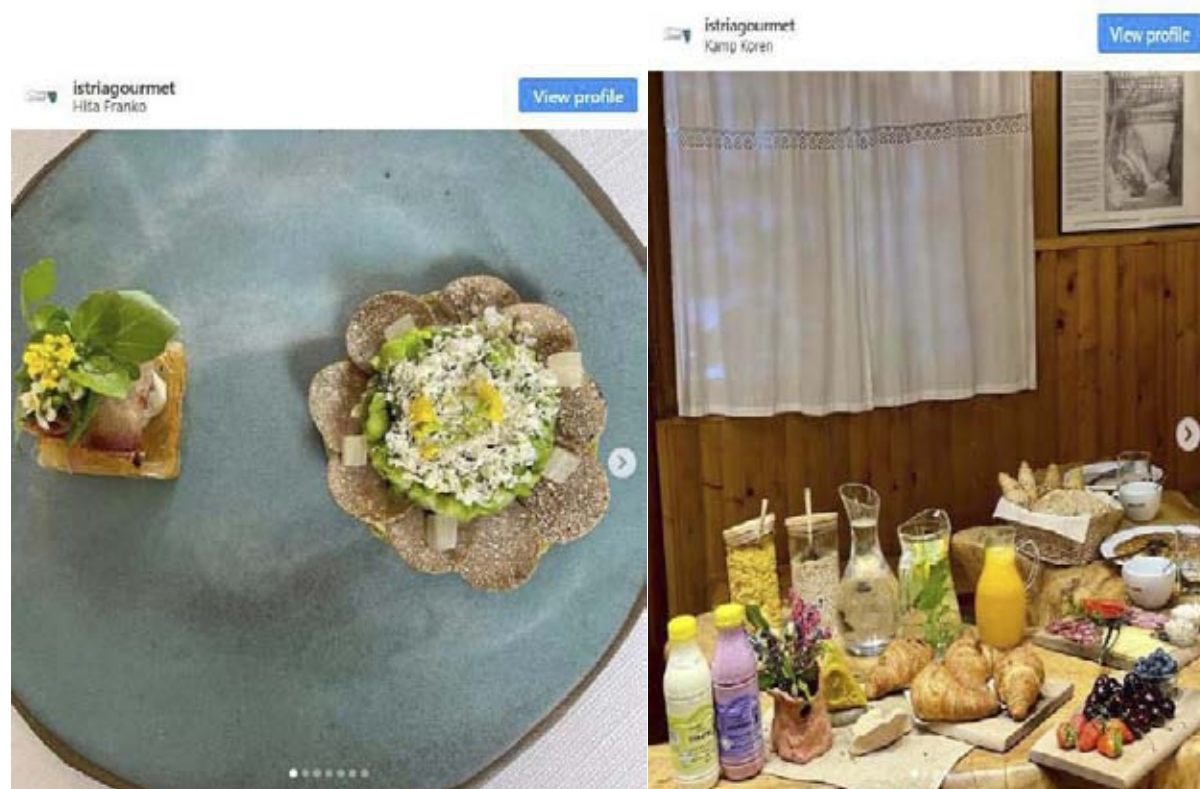 istriagourmet
Hiša Franko
View profile
istriagourmet
Kamp Koren
View profile